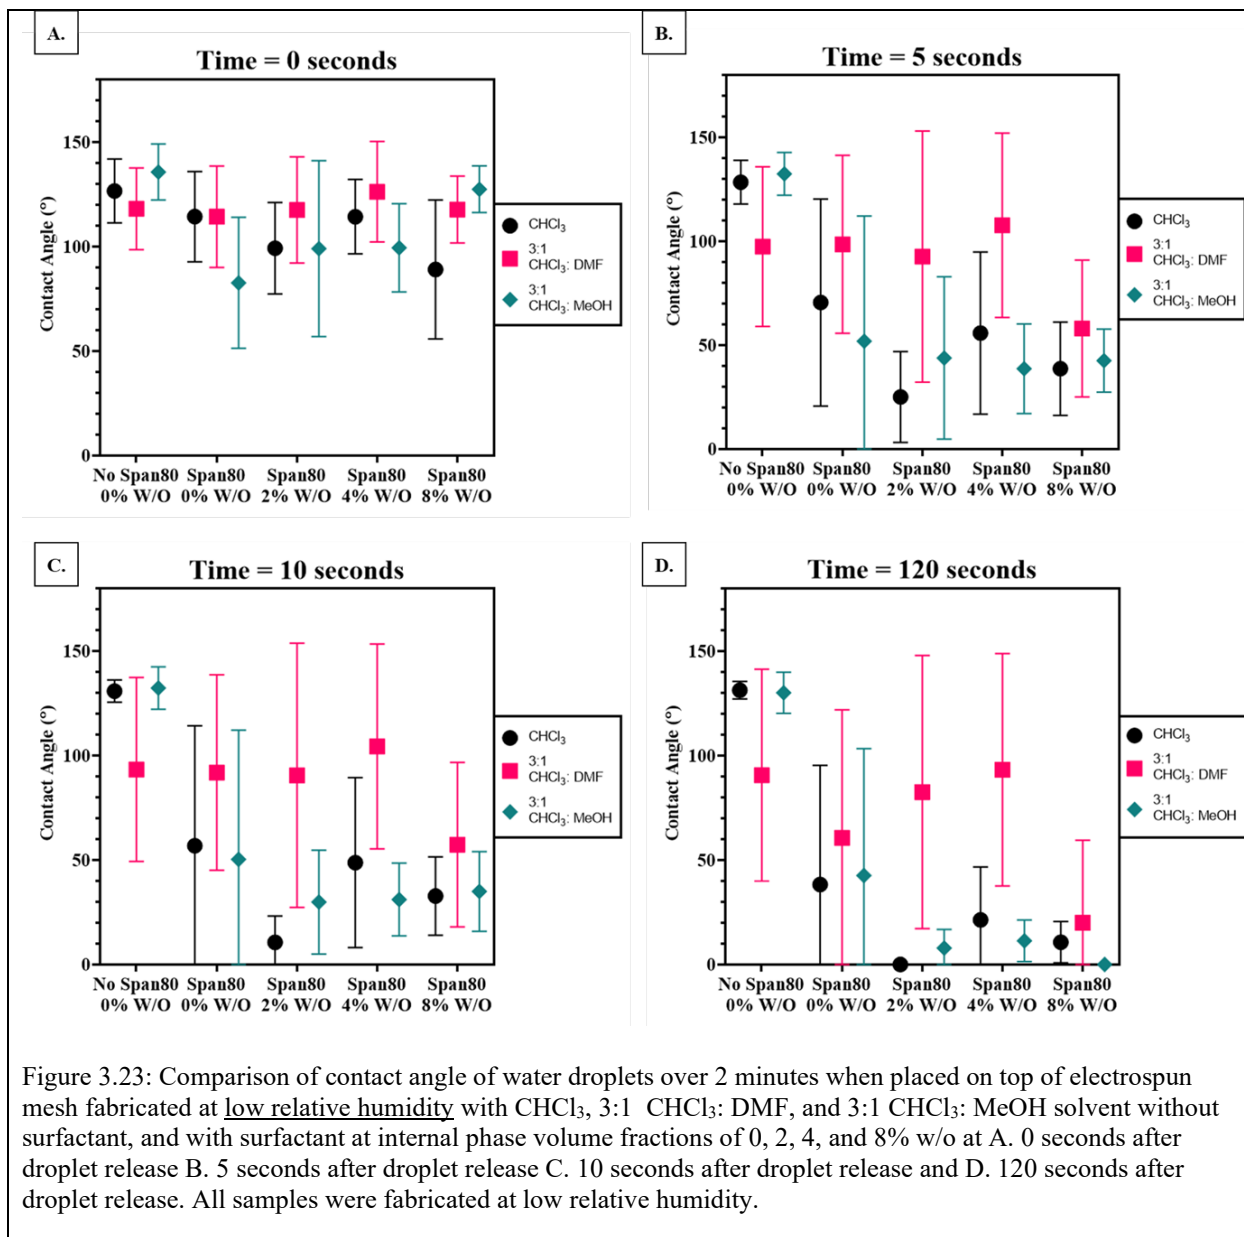 A.
Time = 0 seconds
Contact Angle (°)
150
100
50
0
No Span80 Span80 Span80 Span80 Span80
0% W/O 0% W/O 2% W/O 4% W/O 8% W/O
CHCl₃
3:1
CHCl₃: DMF
3:1
CHCl₃: MeOH
B.
Time = 5 seconds
Contact Angle (°)
150
100
50
0
No Span80 Span80 Span80 Span80 Span80
0% W/O 0% W/O 2% W/O 4% W/O 8% W/O
CHCl₃
3:1
CHCl₃: DMF
3:1
CHCl₃: MeOH
C.
Time = 10 seconds
Contact Angle (°)
150
100
50
0
No Span80 Span80 Span80 Span80 Span80
0% W/O 0% W/O 2% W/O 4% W/O 8% W/O
CHCl₃
3:1
CHCl₃: DMF
3:1
CHCl₃: MeOH
D.
Time = 120 seconds
Contact Angle (°)
150
100
50
0
No Span80 Span80 Span80 Span80 Span80
0% W/O 0% W/O 2% W/O 4% W/O 8% W/O
CHCl₃
3:1
CHCl₃: DMF
3:1
CHCl₃: MeOH
Figure 3.23: Comparison of contact angle of water droplets over 2 minutes when placed on top of electrospun
mesh fabricated at low relative humidity with CHCl₃, 3:1 CHCl₃: DMF, and 3:1 CHCl₃: MeOH solvent without
surfactant, and with surfactant at internal phase volume fractions of 0, 2, 4, and 8% w/o at A. 0 seconds after
droplet release B. 5 seconds after droplet release C. 10 seconds after droplet release and D. 120 seconds after
droplet release. All samples were fabricated at low relative humidity.